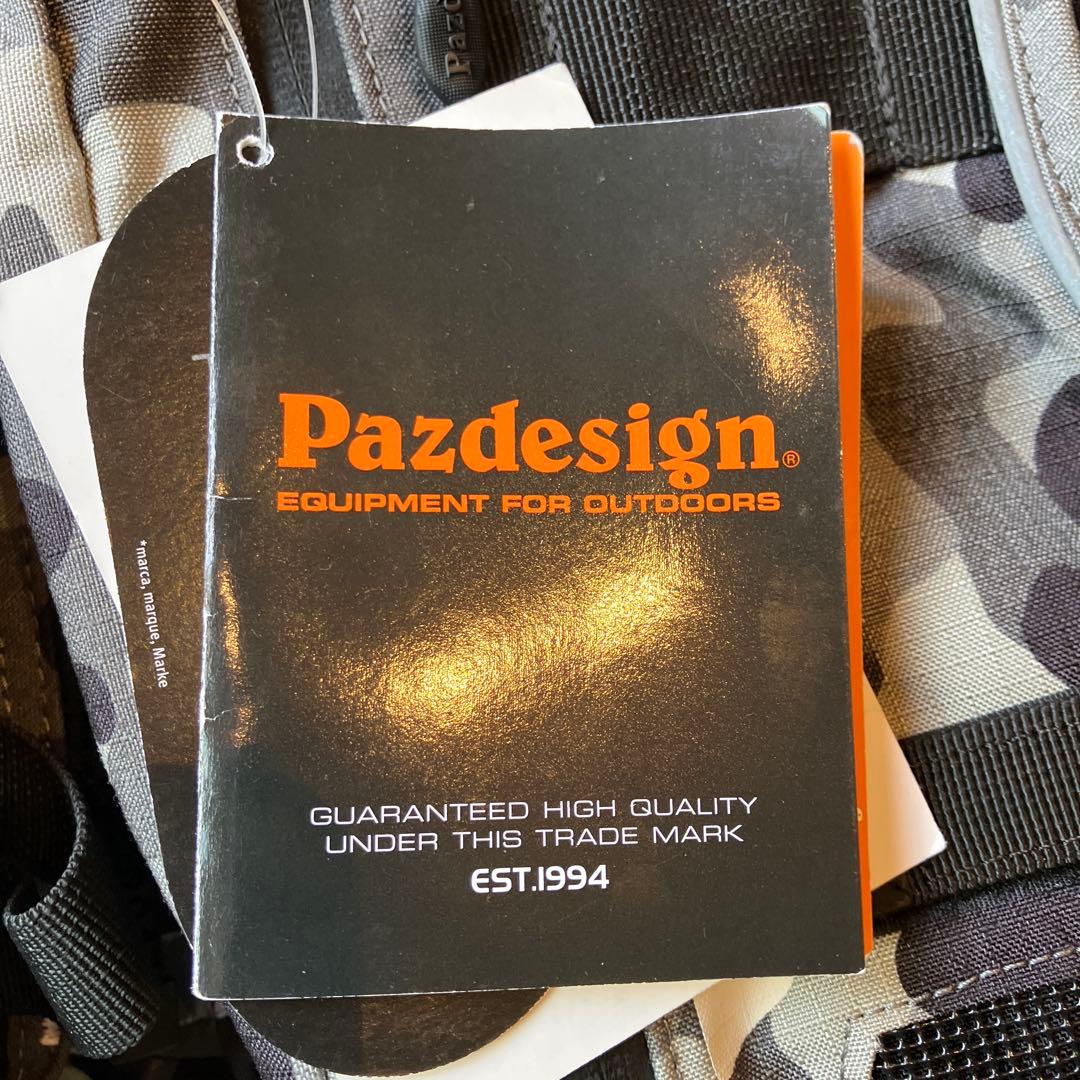 Pazdesign®
EQUIPMENT FOR OUTDOORS
GUARANTEED HIGH QUALITY
UNDER THIS TRADE MARK
EST.1994
*marca, marque, Marke